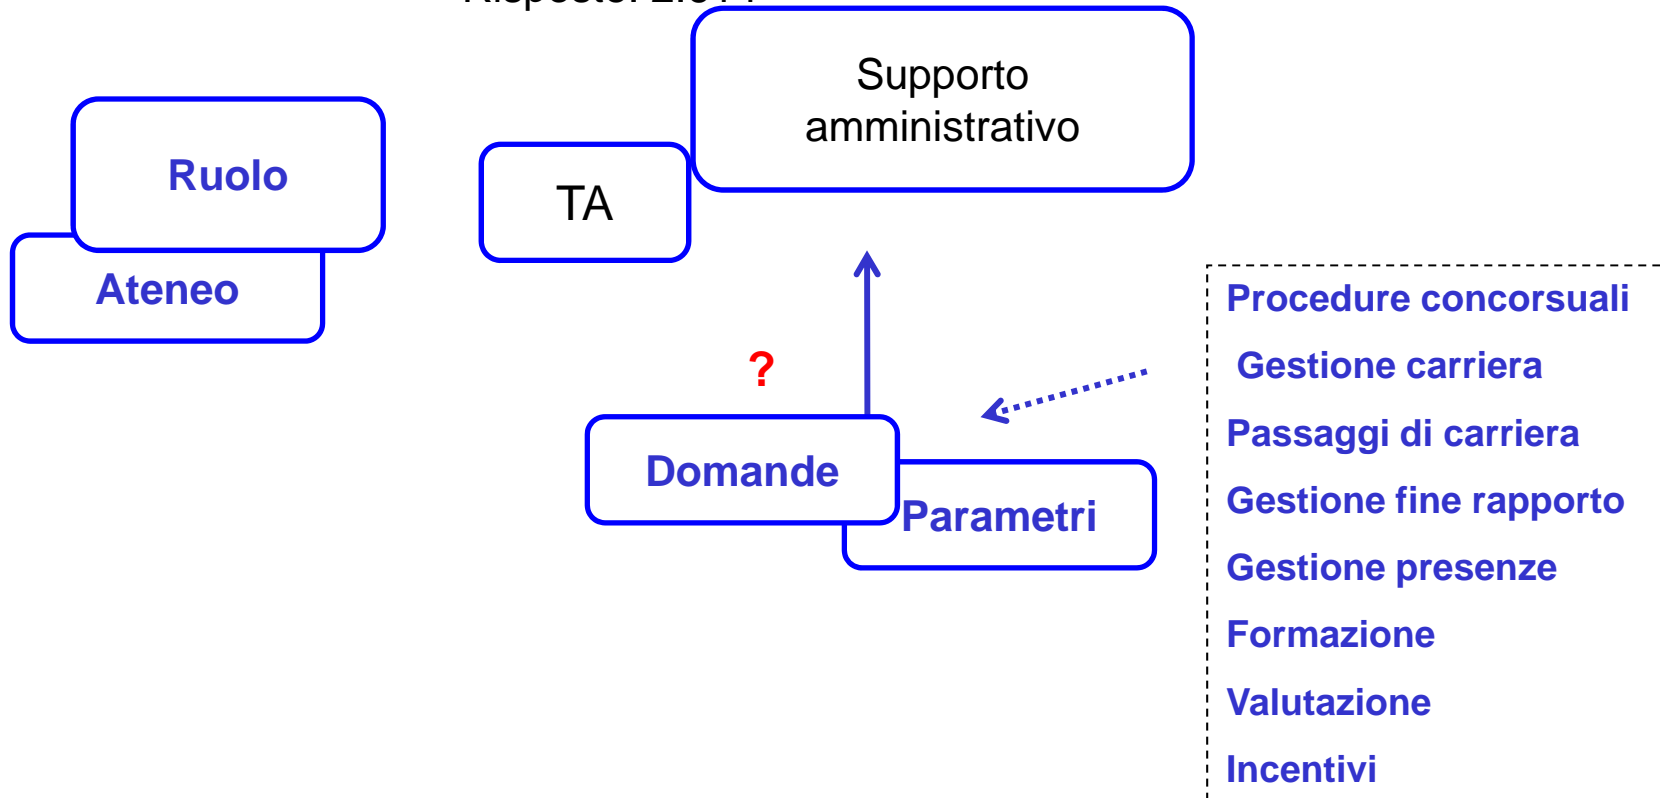 Supporto
amministrativo
Ruolo
TA
Ateneo
Procedure concorsuali
?
Gestione carriera
Passaggi di carriera
Domande
Parametri
Gestione fine rapporto
Gestione presenze
Formazione
Valutazione
Incentivi